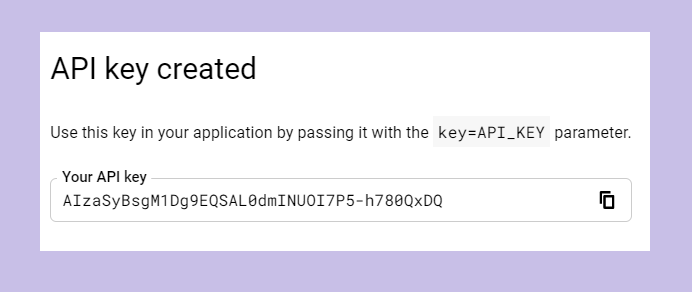 API key created
Use this key in your application by passing it with the key=API_KEY parameter.
Your API key
AIzaSyBsgM1Dg9EQSAL0dmINUOI7P5-h780QxDQ